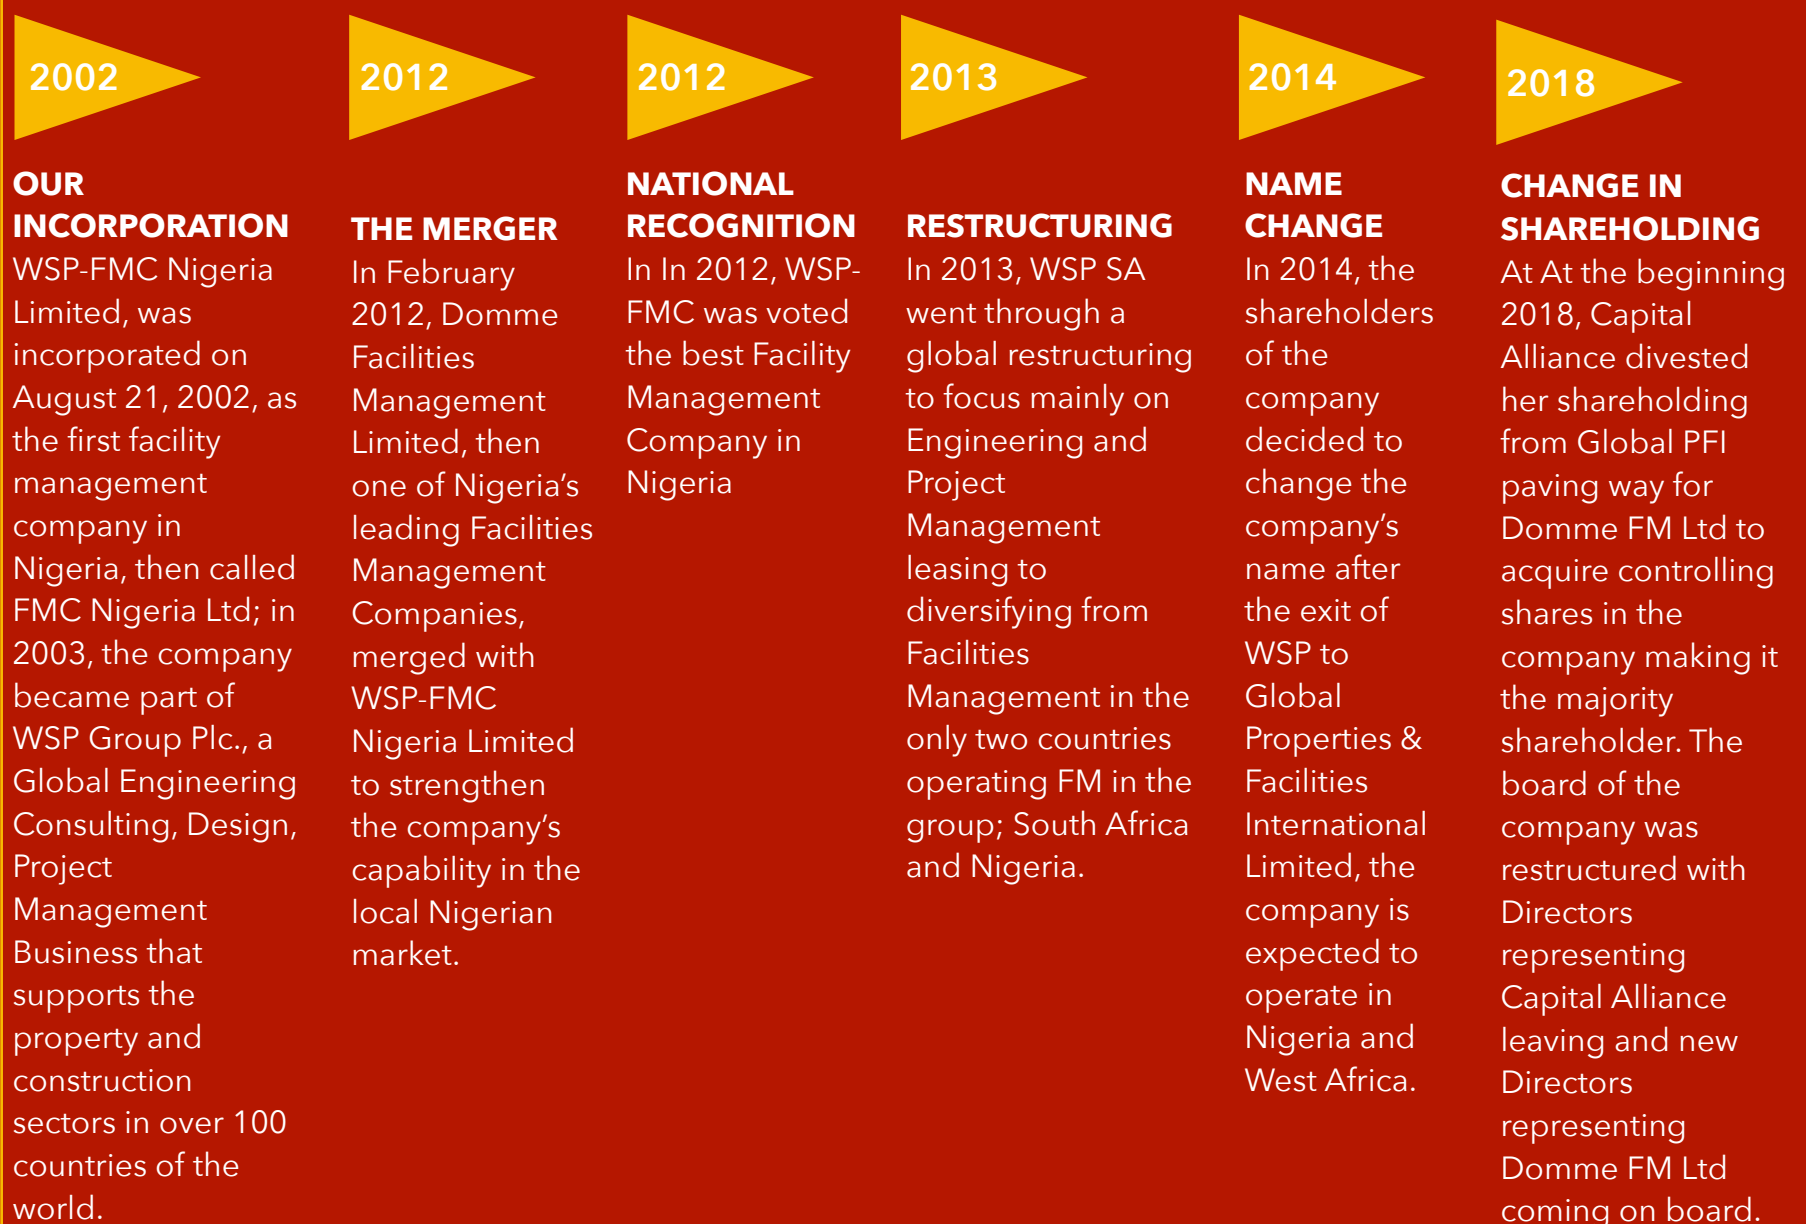 2002
OUR
INCORPORATION
WSP-FMC Nigeria
Limited, was
incorporated on
August 21, 2002, as
the first facility
management
company in
Nigeria, then called
FMC Nigeria Ltd; in
2003, the company
became part of
WSP Group Plc., a
Global Engineering
Consulting, Design,
Project
Management
Business that
supports the
property and
construction
sectors in over 100
countries of the
world.
2012
THE MERGER
In February
2012, Domme
Facilities
Management
Limited, then
one of Nigeria‘s
leading Facilities
Management
Companies,
merged with
WSP-FMC
Nigeria Limited
to strengthen
the company’s
capability in the
local Nigerian
market.
2012
NATIONAL
RECOGNITION
In In 2012, WSP-
FMC was voted
the best Facility
Management
Company in
Nigeria
2013
RESTRUCTURING
In 2013, WSP SA
went through a
global restructuring
to focus mainly on
Engineering and
Project
Management
leasing to
diversifying from
Facilities
Management in the
only two countries
operating FM in the
group; South Africa
and Nigeria.
2014
NAME
CHANGE
In 2014, the
shareholders
of the
company
decided to
change the
company’s
name after
the exit of
WSP to
Global
Properties &
Facilities
International
Limited, the
company is
expected to
operate in
Nigeria and
West Africa.
2018
CHANGE IN
SHAREHOLDING
At At the beginning
2018, Capital
Alliance divested
her shareholding
from Global PFI
paving way for
Domme FM Ltd to
acquire controlling
shares in the
company making it
the majority
shareholder. The
board of the
company was
restructured with
Directors
representing
Capital Alliance
leaving and new
Directors
representing
Domme FM Ltd
coming on board.